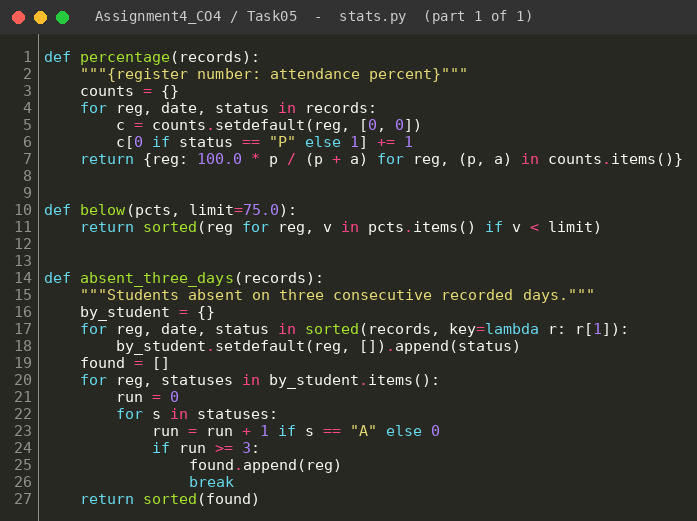 Assignment4_CO4 / Task05  -  stats.py  (part 1 of 1)
1 def percentage(records):
2     """{register number: attendance percent}"""
3     counts = {}
4     for reg, date, status in records:
5         c = counts.setdefault(reg, [0, 0])
6         c[0 if status == "P" else 1] += 1
7     return {reg: 100.0 * p / (p + a) for reg, (p, a) in counts.items()}
8
9
10 def below(pcts, limit=75.0):
11     return sorted(reg for reg, v in pcts.items() if v < limit)
12
13
14 def absent_three_days(records):
15     """Students absent on three consecutive recorded days."""
16     by_student = {}
17     for reg, date, status in sorted(records, key=lambda r: r[1]):
18         by_student.setdefault(reg, []).append(status)
19     found = []
20     for reg, statuses in by_student.items():
21         run = 0
22         for s in statuses:
23             run = run + 1 if s == "A" else 0
24             if run >= 3:
25                 found.append(reg)
26                 break
27     return sorted(found)